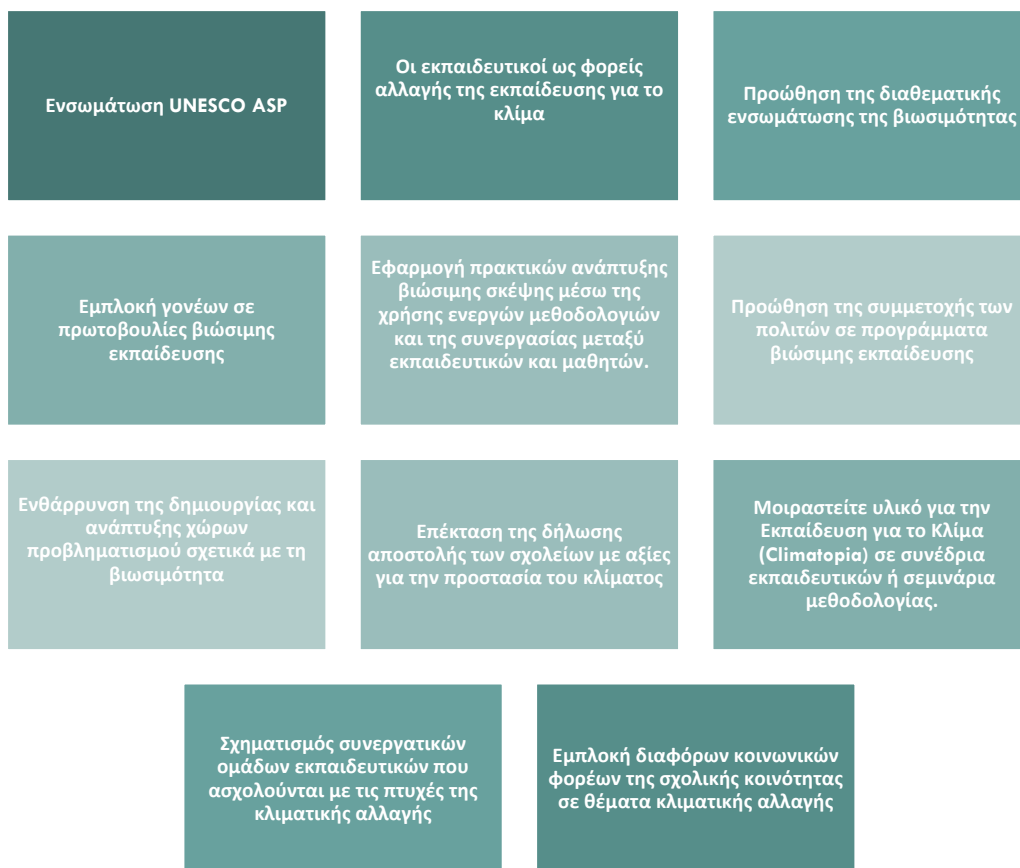 Ενσωμάτωση UNESCO ASP
Οι εκπαιδευτικοί ως φορείς
αλλαγής της εκπαίδευσης για το
κλίμα
Προώθηση της διαθεματικής
ενσωμάτωσης της βιωσιμότητας
Εμπλοκή γονέων σε
πρωτοβουλίες βιώσιμης
εκπαίδευσης
Εφαρμογή πρακτικών ανάπτυξης
βιώσιμης σκέψης μέσω της
χρήσης ενεργών μεθοδολογιών
και της συνεργασίας μεταξύ
εκπαιδευτικών και μαθητών.
Προώθηση της συμμετοχής των
πολιτών σε προγράμματα
βιώσιμης εκπαίδευσης
Ενθάρρυνση της δημιουργίας και
ανάπτυξης χώρων
προβληματισμού σχετικά με τη
βιωσιμότητα
Επέκταση της δήλωσης
αποστολής των σχολείων με αξίες
για την προστασία του κλίματος
Μοιραστείτε υλικό για την
Εκπαίδευση για το Κλίμα
(Climatopia) σε συνέδρια
εκπαιδευτικών ή σεμινάρια
μεθοδολογίας.
Σχηματισμός συνεργατικών
ομάδων εκπαιδευτικών που
ασχολούνται με τις πτυχές της
κλιματικής αλλαγής
Εμπλοκή διαφόρων κοινωνικών
φορέων της σχολικής κοινότητας
σε θέματα κλιματικής αλλαγής